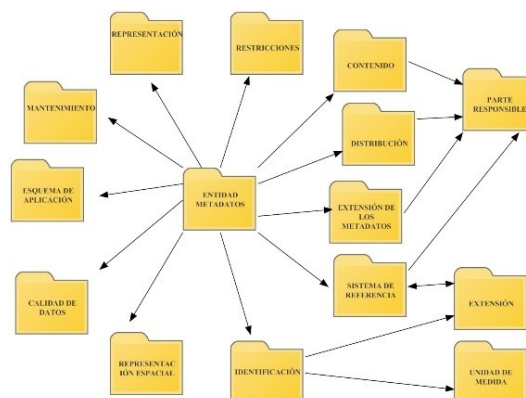 REPRESENTACIÓN
RESTRICCIONES
CONTENIDO
PARTE
RESPONSIBLE
MANTENIMIENTO
DISTRIBUCIÓN
ESQUEMA DE
APLICACIÓN
ENTIDAD
METADATOS
EXTENSIÓN DE
LOS
METADATOS
CALIDAD DE
DATOS
SISTEMA DE
REFERENCIA
EXTENSIÓN
REPRESENTAC
IÓN ESPACIAL
IDENTIFICACIÓN
UNIDAD DE
MEDIDA